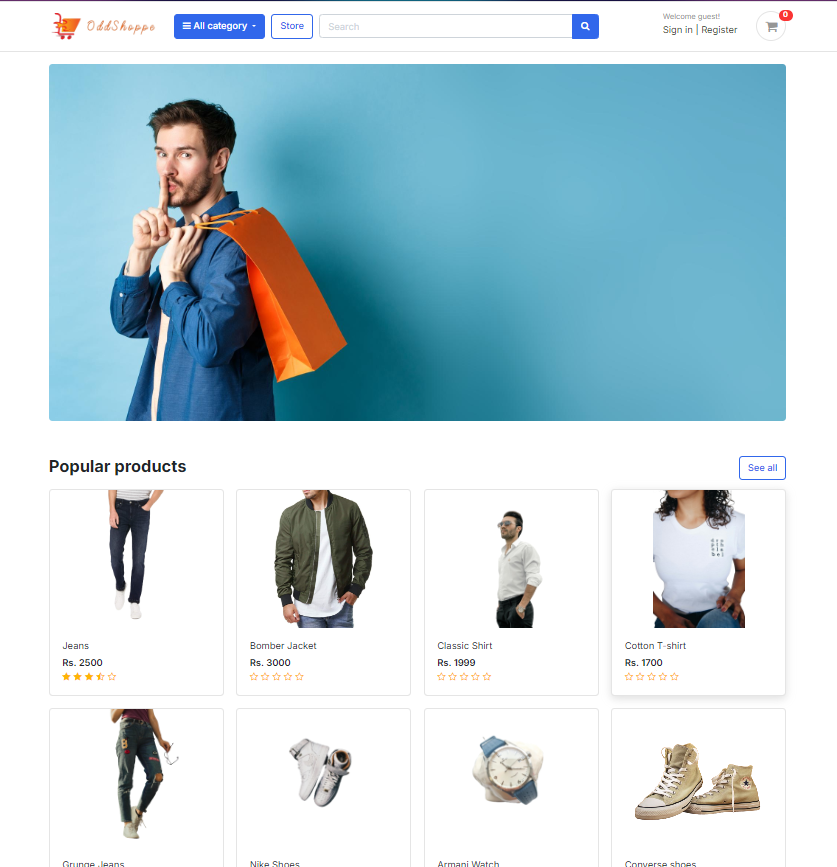 OddShoppe
All category
Store
Search
Welcome guest!
Sign in | Register
0
Popular products
See all
Jeans
Rs. 2500
Bomber Jacket
Rs. 3000
Classic Shirt
Rs. 1999
Cotton T-shirt
Rs. 1700
Grunge Jeans
Nike Shoes
Armani Watch
Converse shoes